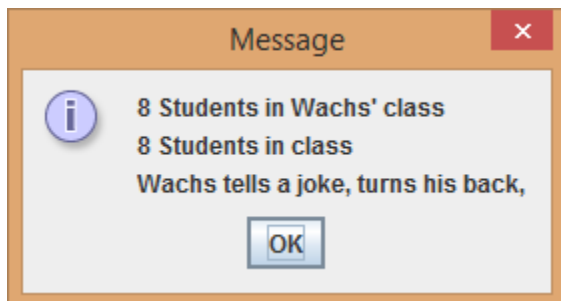 Message
8 Students in Wachs' class
8 Students in class
Wachs tells a joke, turns his back,
OK